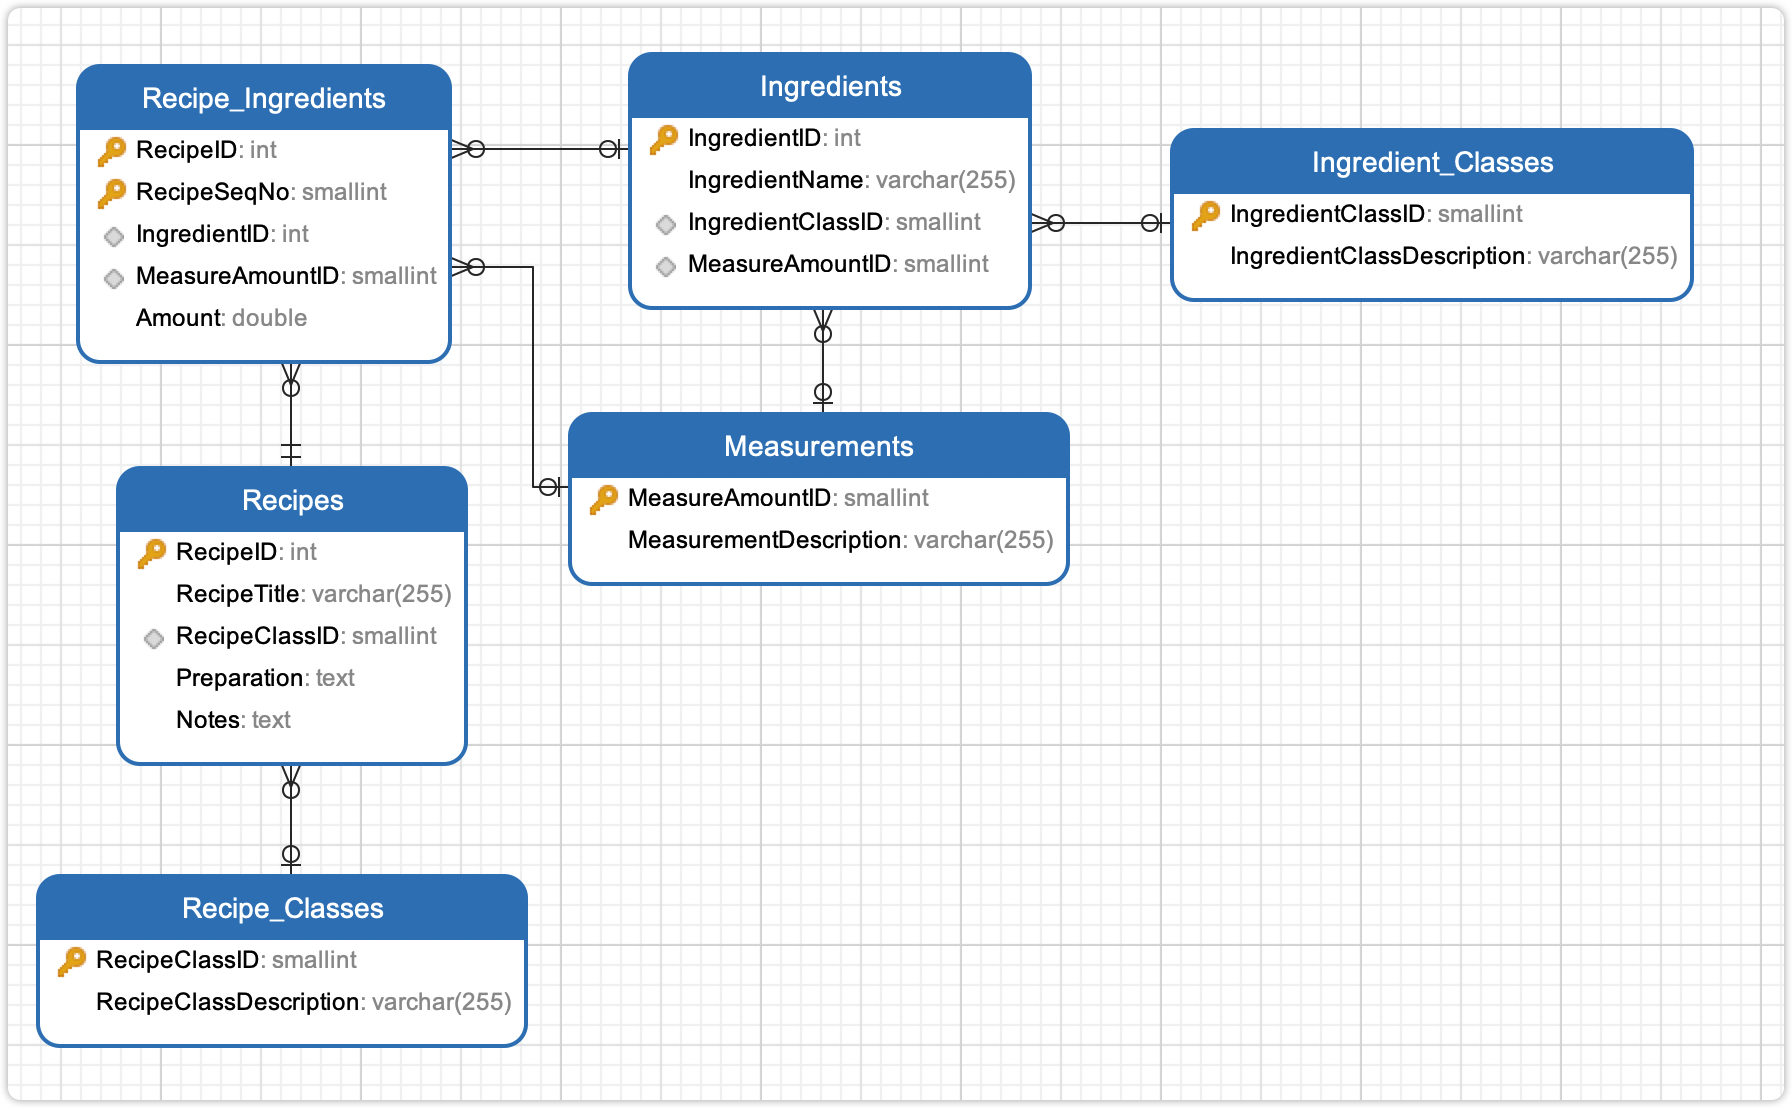 Recipe_Ingredients
RecipeID: int
RecipeSeqNo: smallint
IngredientID: int
MeasureAmountID: smallint
Amount: double
Ingredients
IngredientID: int
IngredientName: varchar(255)
IngredientClassID: smallint
MeasureAmountID: smallint
Ingredient_Classes
IngredientClassID: smallint
IngredientClassDescription: varchar(255)
Measurements
MeasureAmountID: smallint
MeasurementDescription: varchar(255)
Recipes
RecipeID: int
RecipeTitle: varchar(255)
RecipeClassID: smallint
Preparation: text
Notes: text
Recipe_Classes
RecipeClassID: smallint
RecipeClassDescription: varchar(255)